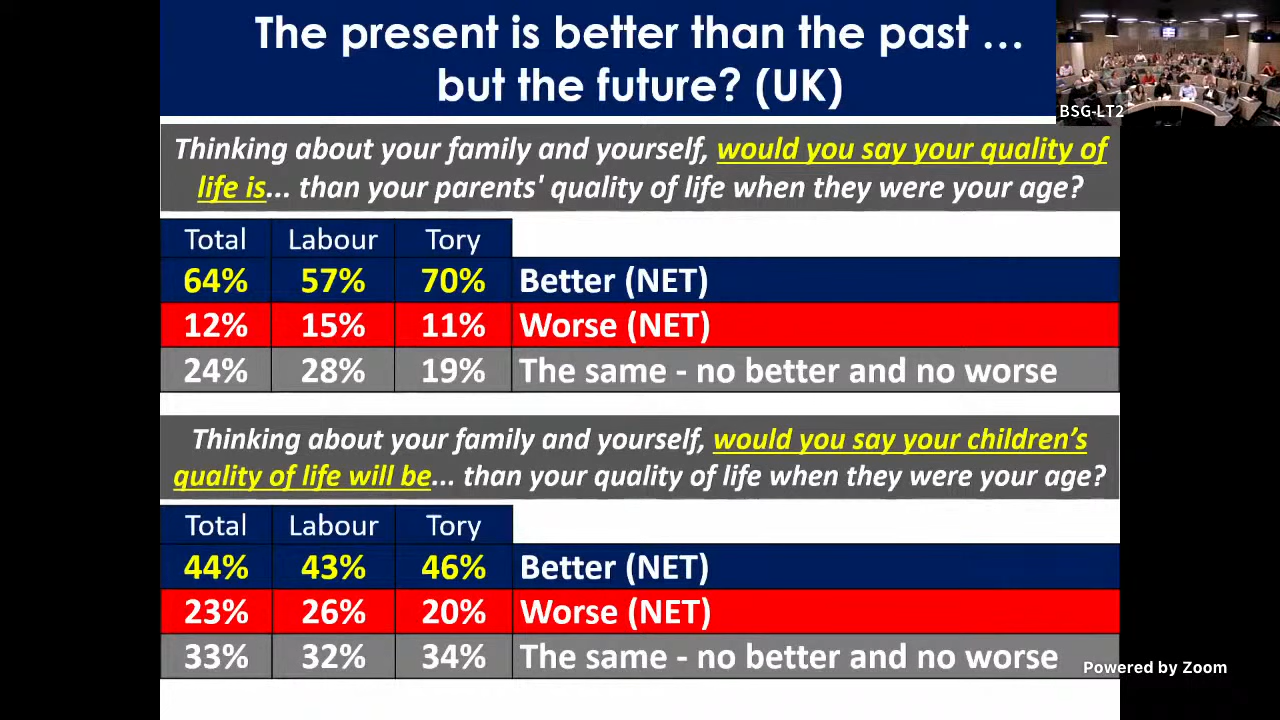 The present is better than the past …
but the future? (UK)
BSG-LT2
Thinking about your family and yourself, would you say your quality of
life is... than your parents' quality of life when they were your age?
Total Labour Tory
64% 57% 70% Better (NET)
12% 15% 11% Worse (NET)
24% 28% 19% The same - no better and no worse
Thinking about your family and yourself, would you say your children’s
quality of life will be... than your quality of life when they were your age?
Total Labour Tory
44% 43% 46% Better (NET)
23% 26% 20% Worse (NET)
33% 32% 34% The same - no better and no worse
Powered by Zoom